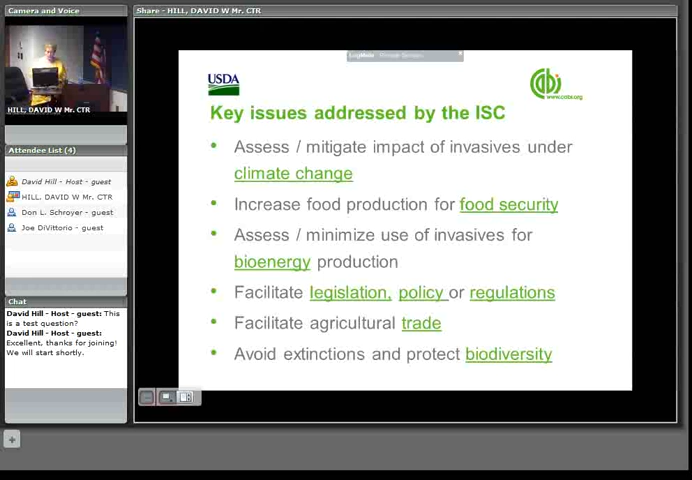 Camera and Voice
HILL, DAVID W Mr. CTR
Attendee List (4)
David Hill - Host - guest
HILL, DAVID W Mr. CTR
Don L. Schroyer - guest
Joe DiVittorio - guest
Chat
David Hill - Host - guest: This
is a test question?
David Hill - Host - guest:
Excellent, thanks for joining!
We will start shortly.
Share - HILL, DAVID W Mr. CTR
USDA
cabi
www.cabi.org
Key issues addressed by the ISC
• Assess / mitigate impact of invasives under
climate change
• Increase food production for food security
• Assess / minimize use of invasives for
bioenergy production
• Facilitate legislation, policy or regulations
• Facilitate agricultural trade
• Avoid extinctions and protect biodiversity